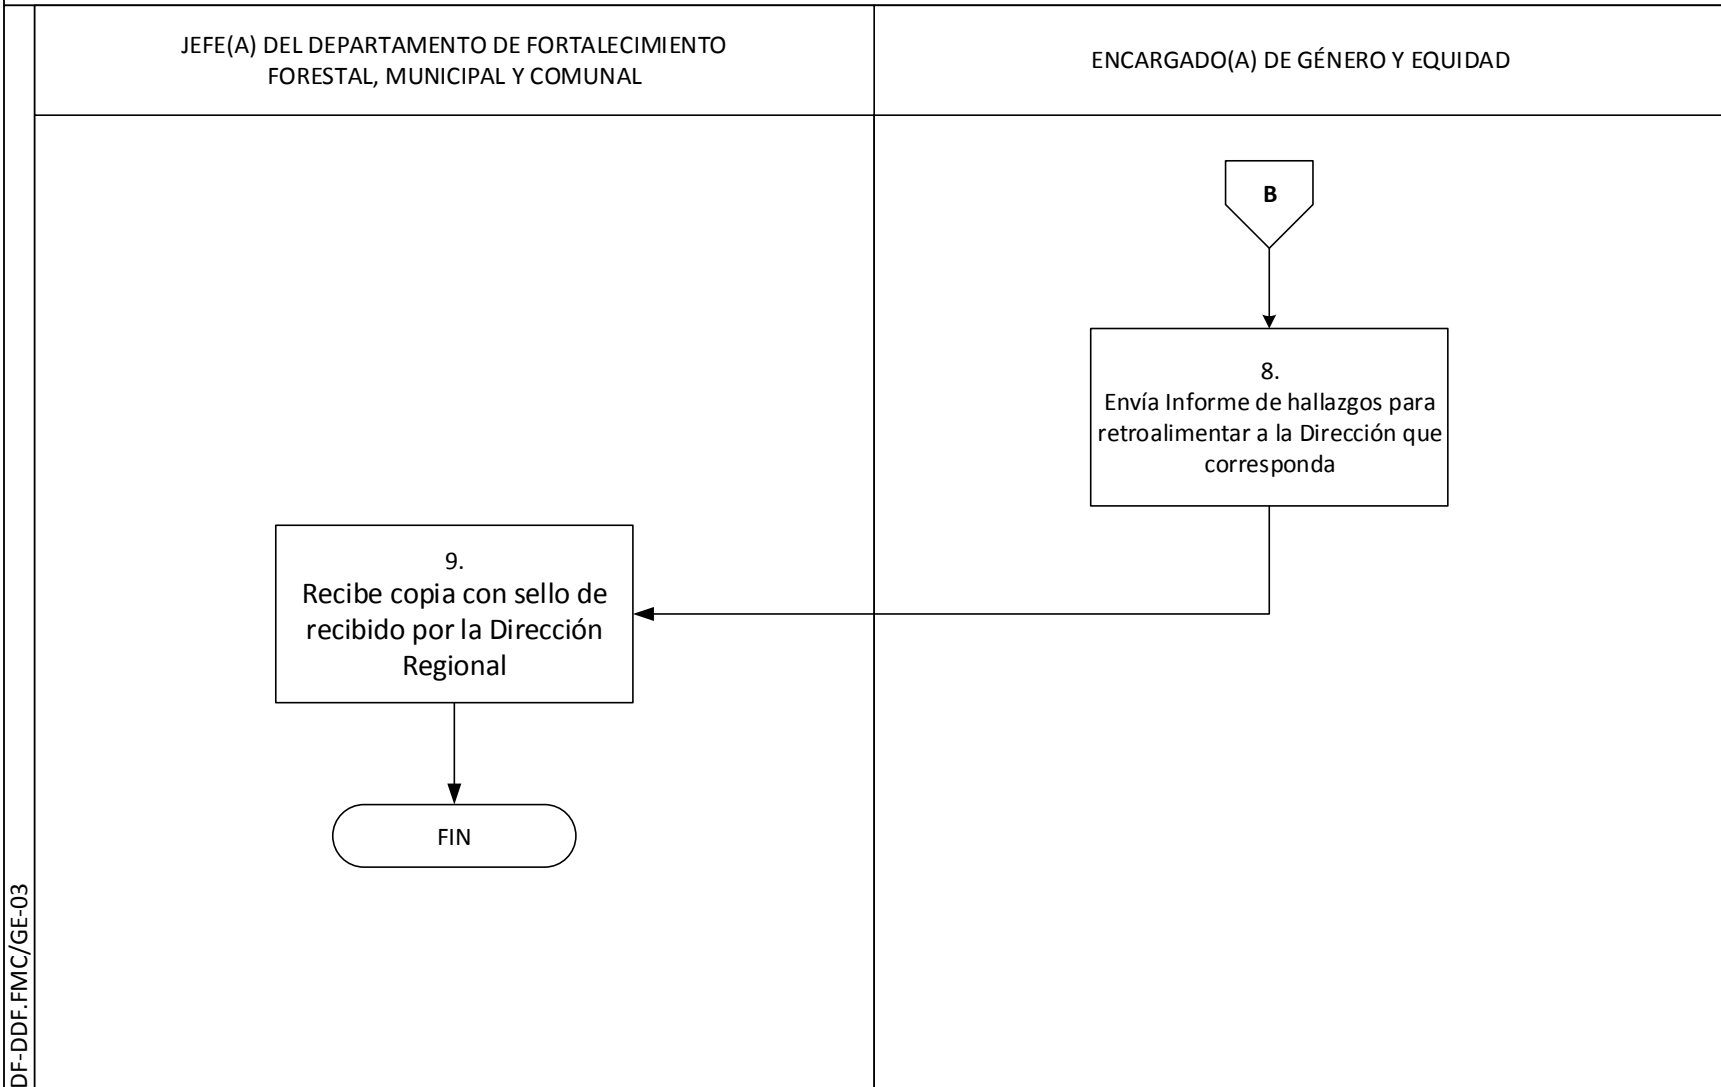 JEFE(A) DEL DEPARTAMENTO DE FORTALECIMIENTO
FORESTAL, MUNICIPAL Y COMUNAL
ENCARGADO(A) DE GÉNERO Y EQUIDAD
B
8.
Envía Informe de hallazgos para
retroalimentar a la Dirección que
corresponda
9.
Recibe copia con sello de
recibido por la Dirección
Regional
FIN
DF-DDF.FMC/GE-03